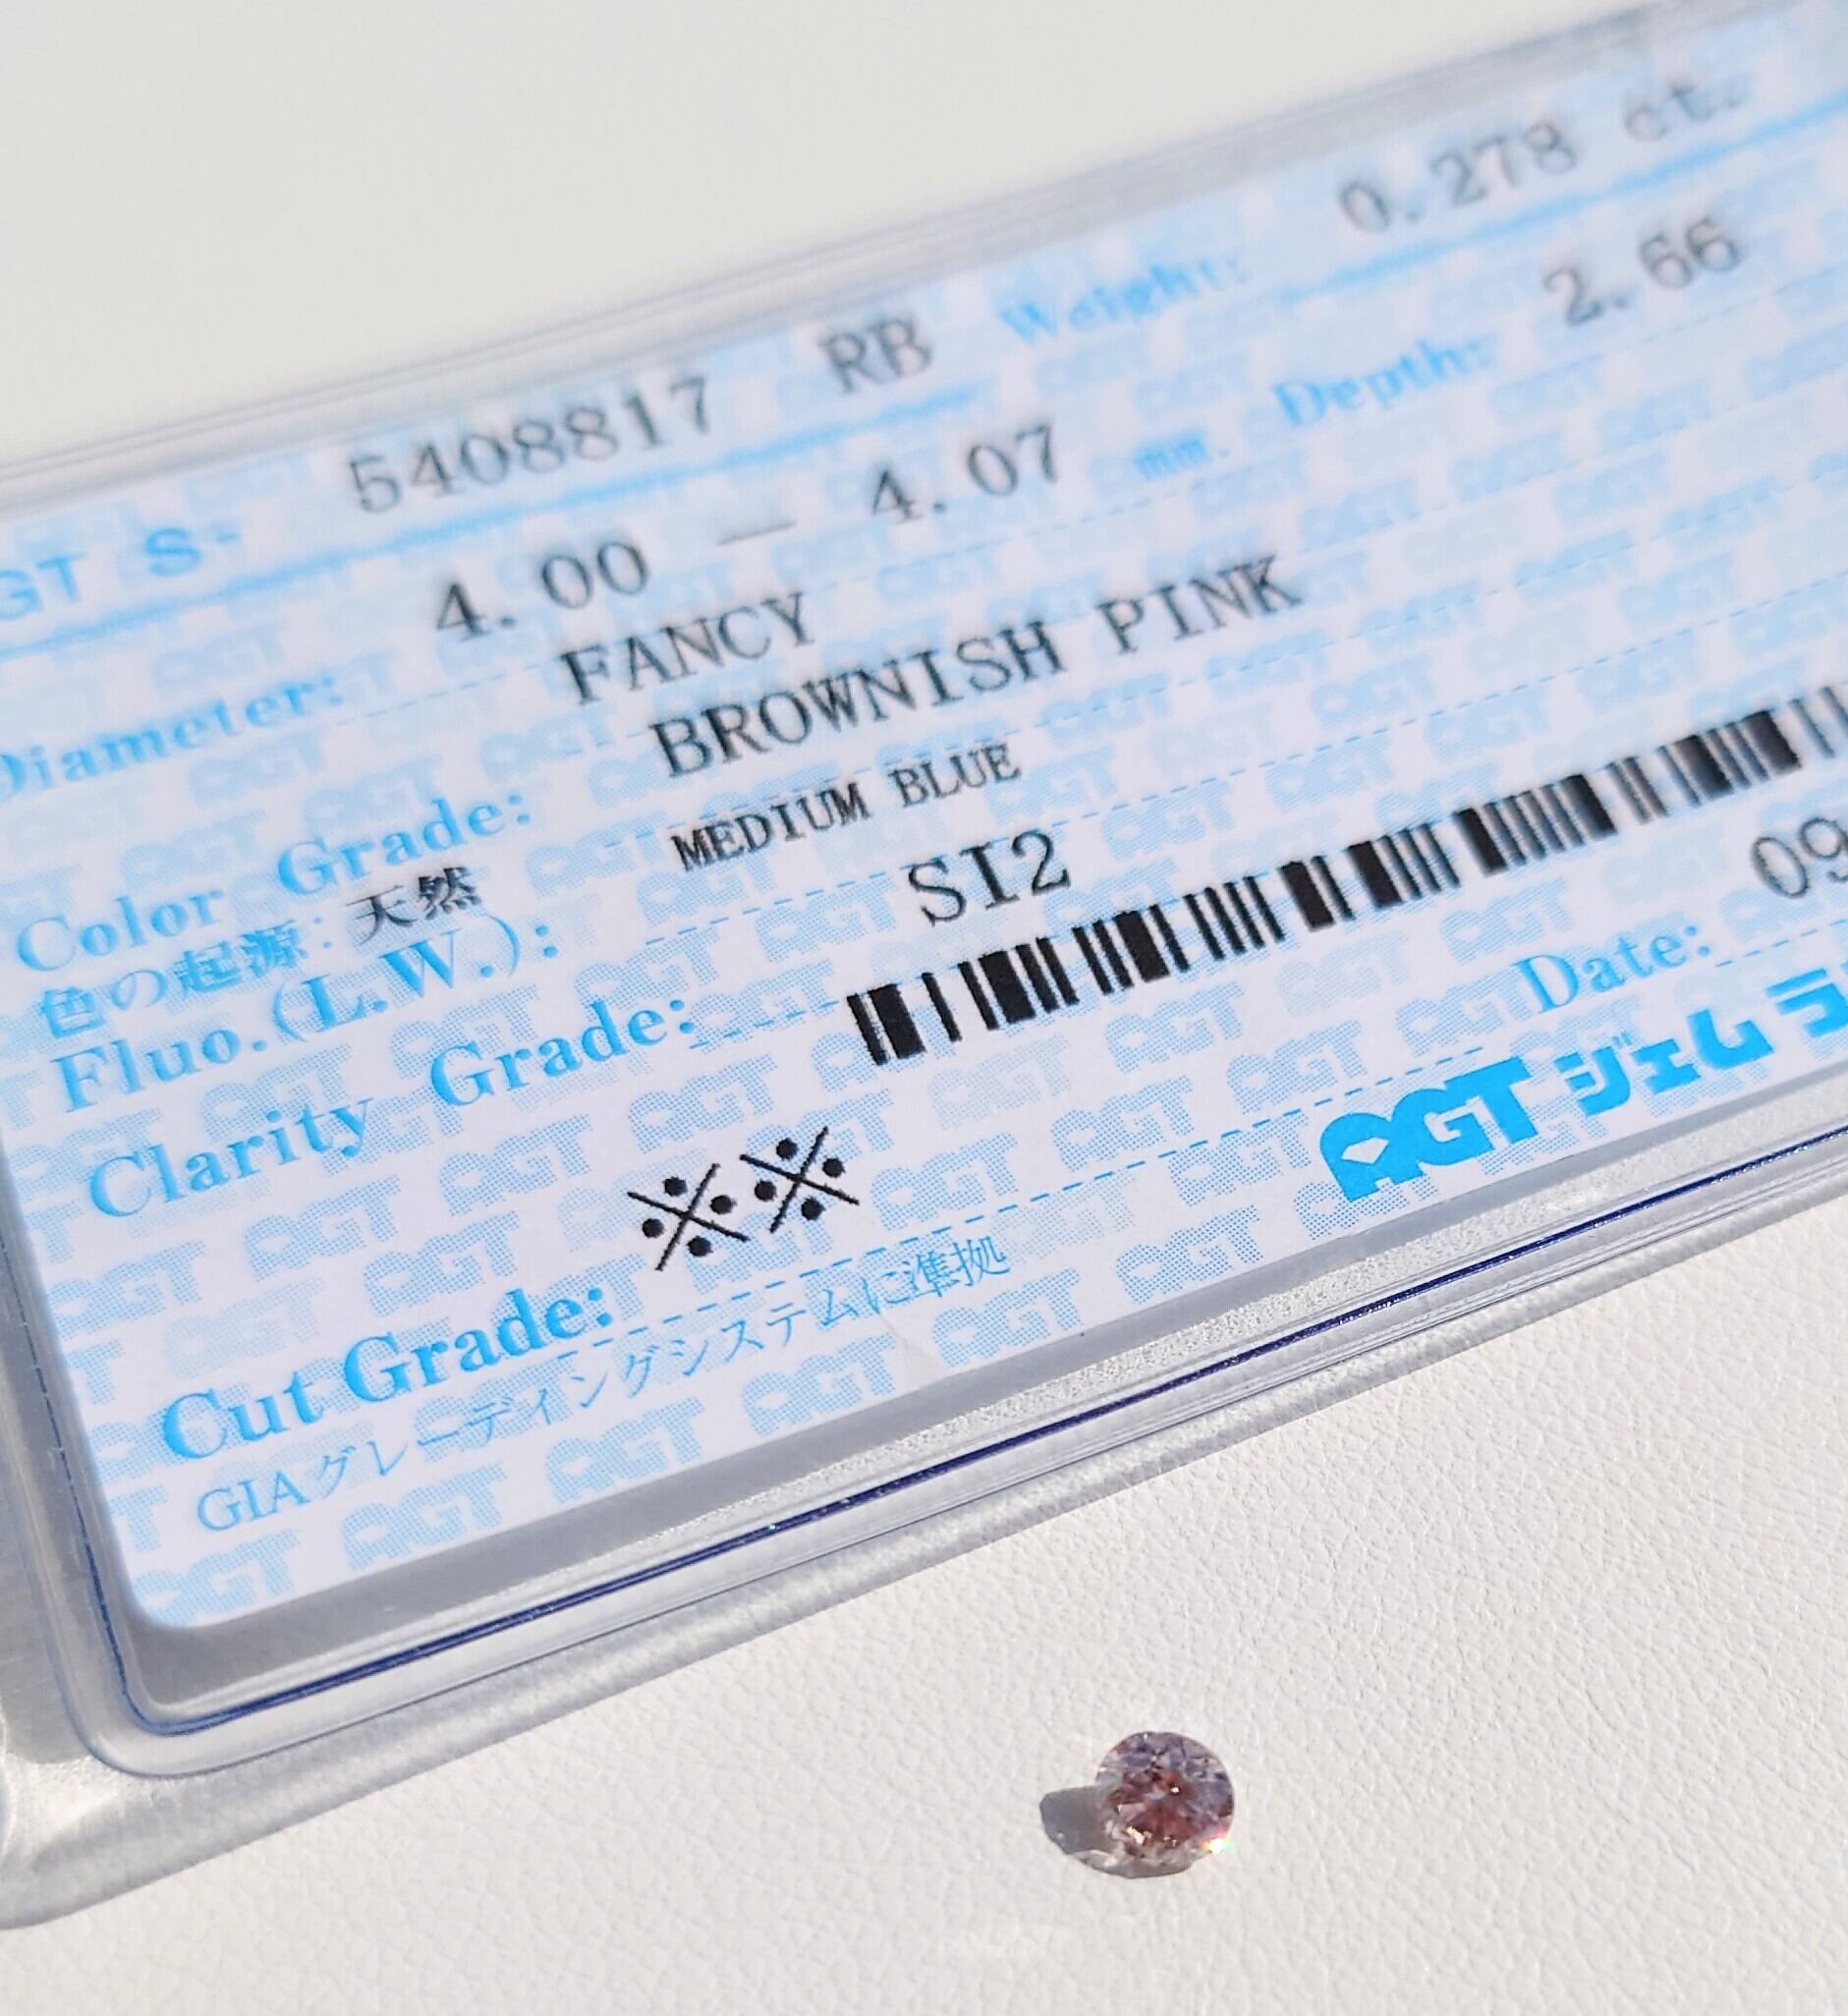 GT S- 5408817 RB Weight: 0.278 ct.
Diameter: 4.00 — 4.07 mm. Depth: 2.66
Color Grade: FANCY
BROWNISH PINK
色の起源:天然
Fluo.(L.W.): MEDIUM BLUE
Clarity Grade: SI2
Cut Grade: ※※
Date: 09
GIAグレーディングシステムに準拠
AGT ジェム ラ